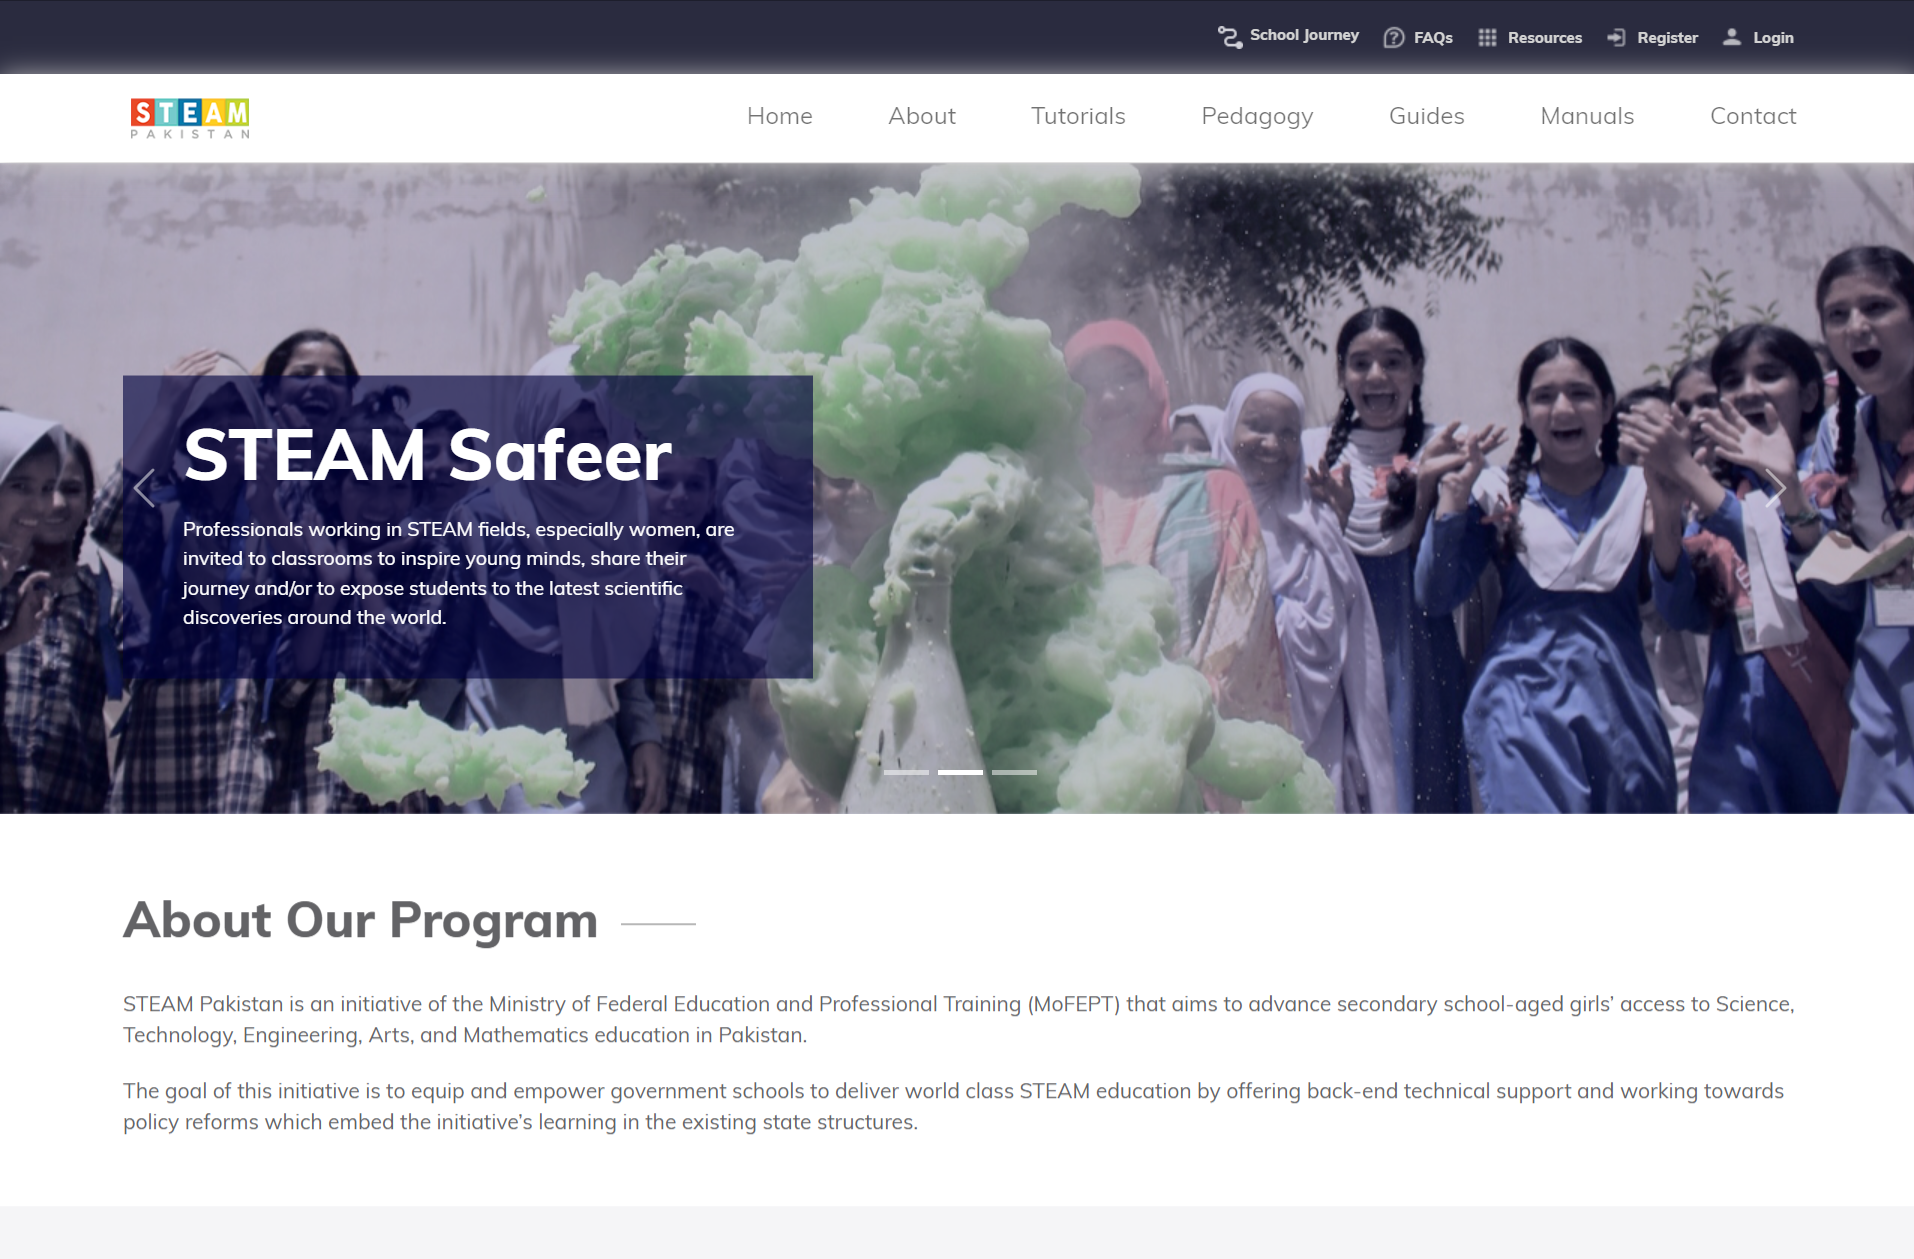 School Journey
FAQs
Resources
Register
Login
STEAM
PAKISTAN
Home
About
Tutorials
Pedagogy
Guides
Manuals
Contact
STEAM Safeer
Professionals working in STEAM fields, especially women, are
invited to classrooms to inspire young minds, share their
journey and/or to expose students to the latest scientific
discoveries around the world.
About Our Program
STEAM Pakistan is an initiative of the Ministry of Federal Education and Professional Training (MoFEPT) that aims to advance secondary school-aged girls’ access to Science,
Technology, Engineering, Arts, and Mathematics education in Pakistan.
The goal of this initiative is to equip and empower government schools to deliver world class STEAM education by offering back-end technical support and working towards
policy reforms which embed the initiative’s learning in the existing state structures.